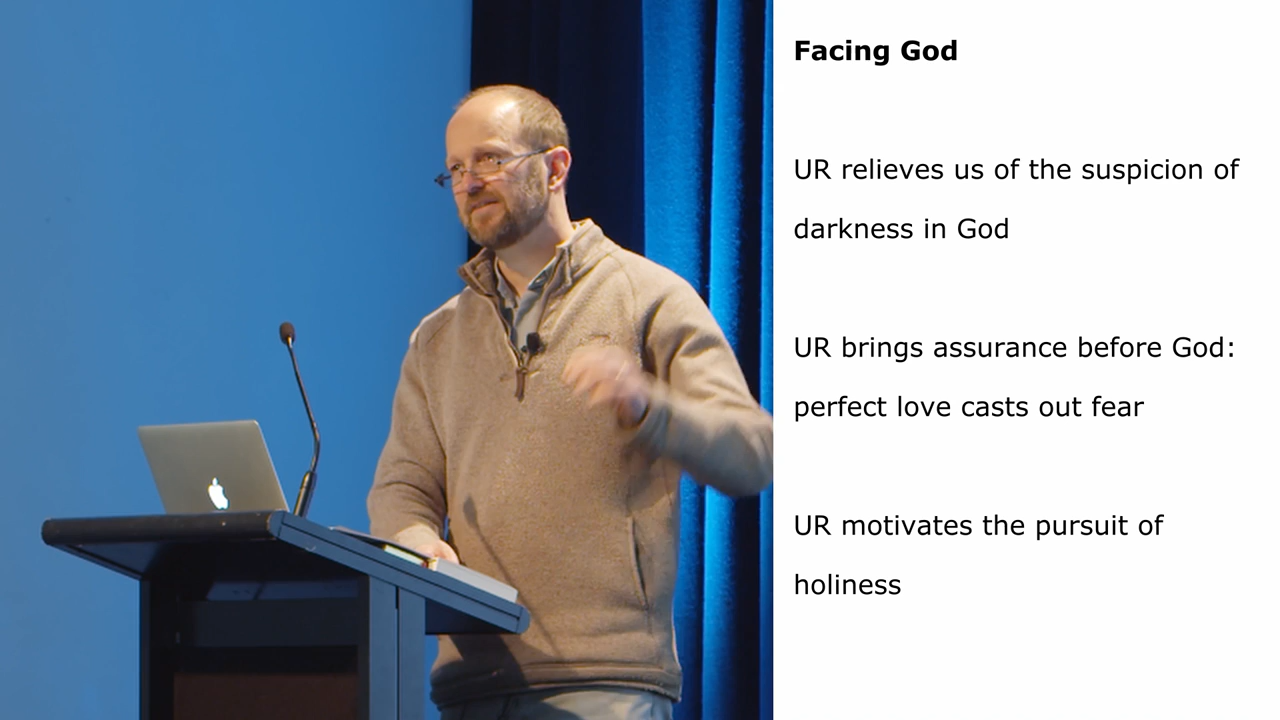 Facing God
UR relieves us of the suspicion of
darkness in God
UR brings assurance before God:
perfect love casts out fear
UR motivates the pursuit of
holiness